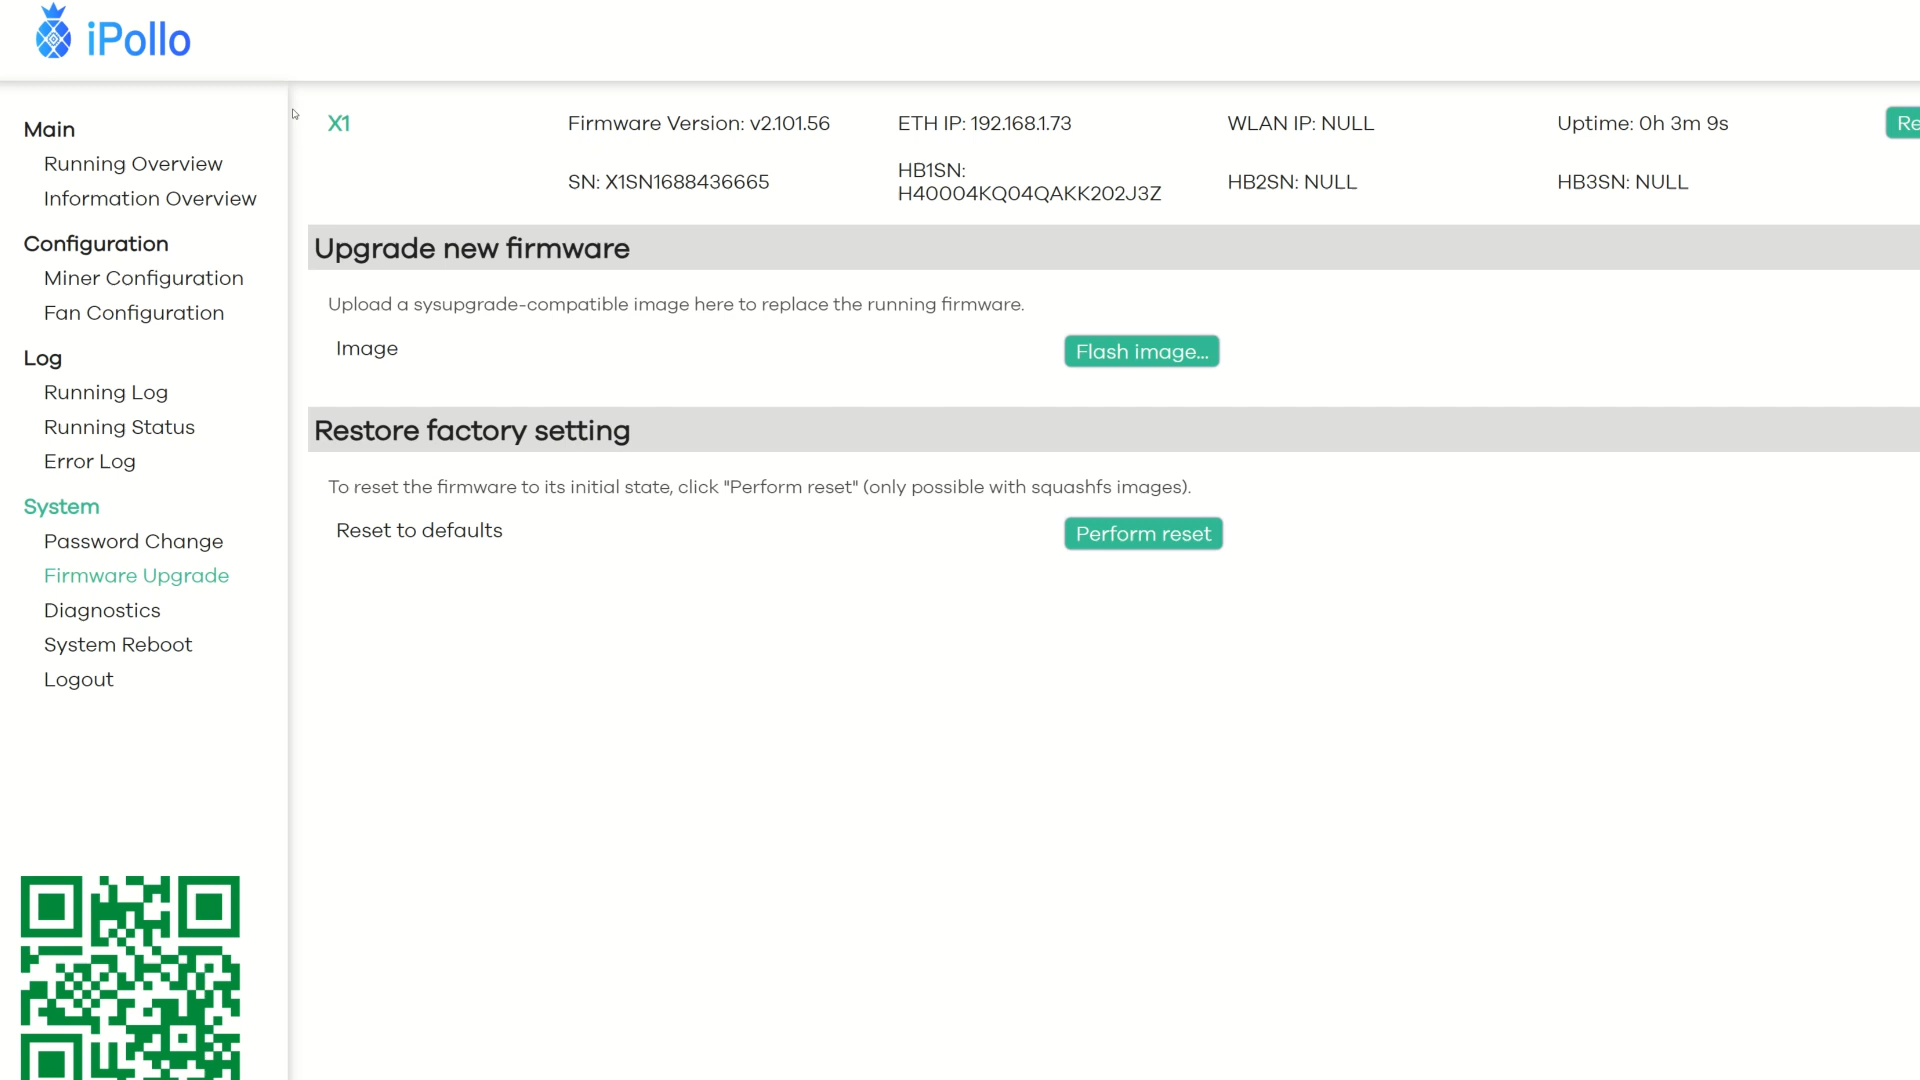 iPollo
Main
Running Overview
Information Overview
Configuration
Miner Configuration
Fan Configuration
Log
Running Log
Running Status
Error Log
System
Password Change
Firmware Upgrade
Diagnostics
System Reboot
Logout
X1
Firmware Version: v2.101.56
ETH IP: 192.168.1.73
WLAN IP: NULL
Uptime: 0h 3m 9s
Re
SN: X1SN1688436665
HB1SN:
H40004KQ04QAKK202J3Z
HB2SN: NULL
HB3SN: NULL
Upgrade new firmware
Upload a sysupgrade-compatible image here to replace the running firmware.
Image
Flash image...
Restore factory setting
To reset the firmware to its initial state, click "Perform reset" (only possible with squashfs images).
Reset to defaults
Perform reset